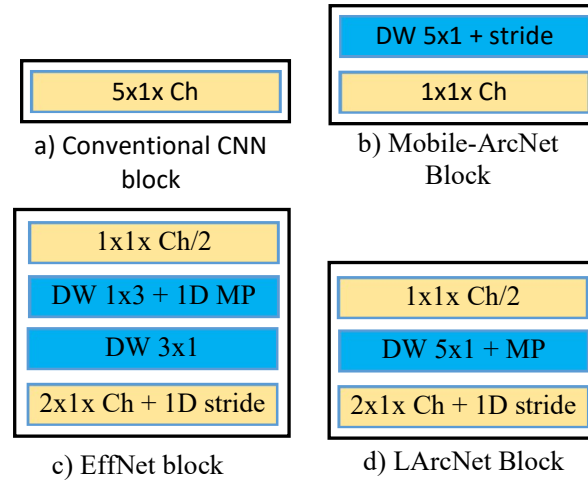 5x1x Ch
a) Conventional CNN
block
DW 5x1 + stride
1x1x Ch
b) Mobile-ArcNet
Block
1x1x Ch/2
DW 1x3 + 1D MP
DW 3x1
2x1x Ch + 1D stride
c) EffNet block
1x1x Ch/2
DW 5x1 + MP
2x1x Ch + 1D stride
d) LArcNet Block